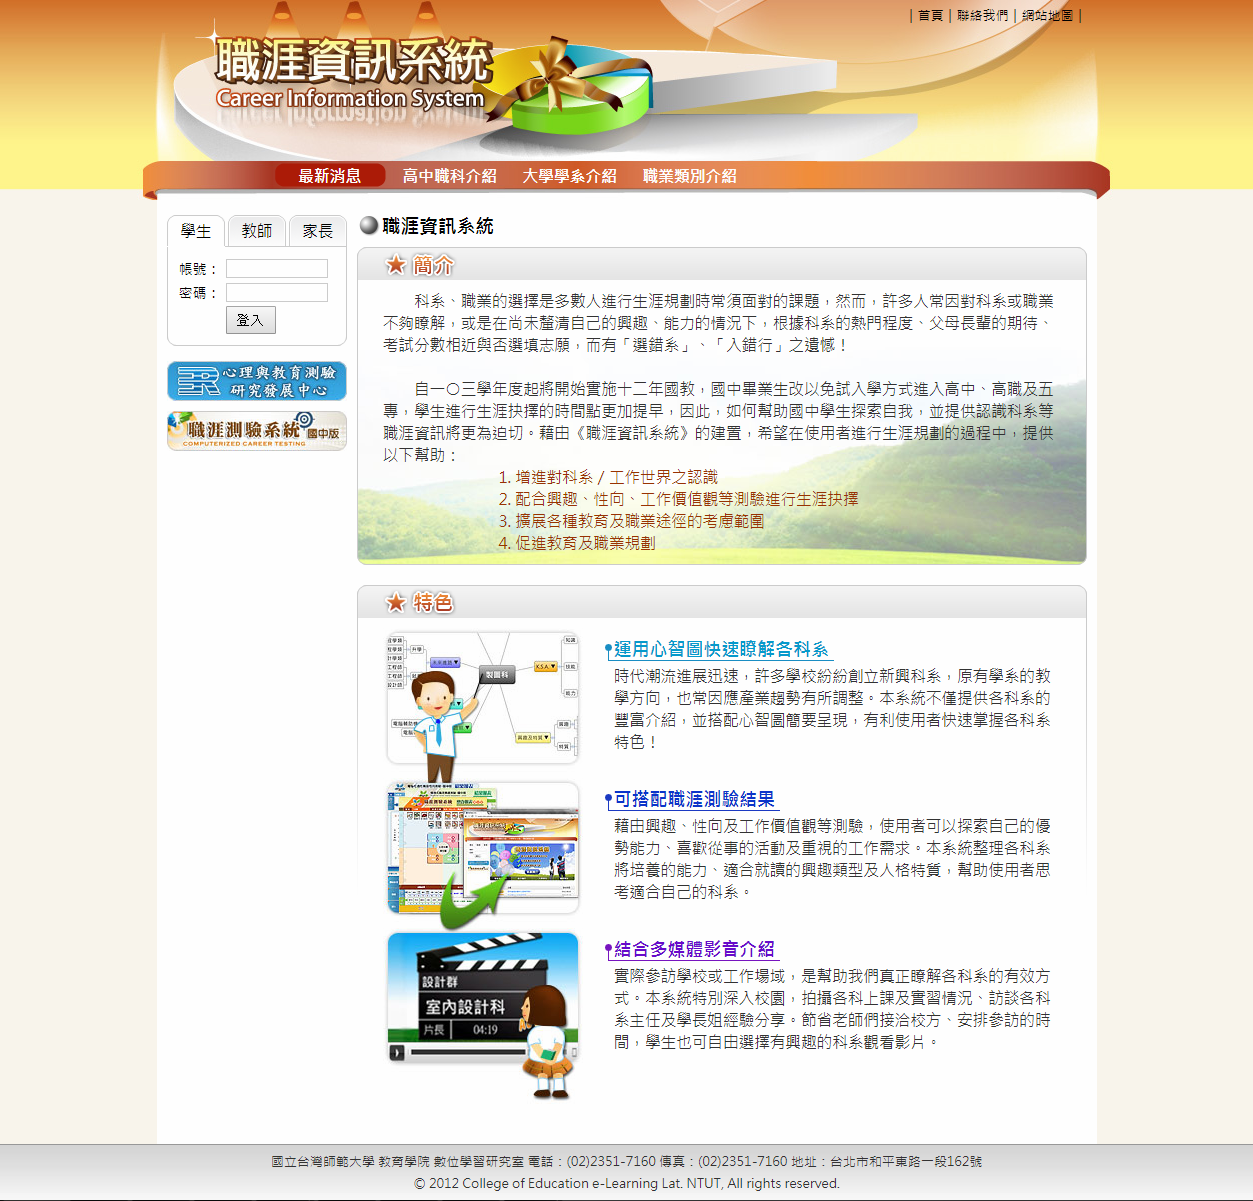 | 首頁 | 聯絡我們 | 網站地圖 |
職涯資訊系統
Career Information System
最新消息 高中職科介紹 大學學系介紹 職業類別介紹
學生 教師 家長
帳號：
密碼：
登入
心理與教育測驗
研究發展中心
職涯測驗系統 國中版
COMPUTERIZED CAREER TESTING
職涯資訊系統
簡介
科系、職業的選擇是多數人進行生涯規劃時常須面對的課題，然而，許多人常因對科系或職業
不夠瞭解，或是在尚未釐清自己的興趣、能力的情況下，根據科系的熱門程度、父母長輩的期待、
考試分數相近與否選填志願，而有「選錯系」、「入錯行」之遺憾！
自一〇三學年度起將開始實施十二年國教，國中畢業生改以免試入學方式進入高中、高職及五
專，學生進行生涯抉擇的時間點更加提早，因此，如何幫助國中學生探索自我，並提供認識科系等
職涯資訊將更為迫切。藉由《職涯資訊系統》的建置，希望在使用者進行生涯規劃的過程中，提供
以下幫助：
1. 增進對科系 / 工作世界之認識
2. 配合興趣、性向、工作價值觀等測驗進行生涯抉擇
3. 擴展各種教育及職業途徑的考慮範圍
4. 促進教育及職業規劃
特色
製圖科
K.S.A.▼
知識
技能
能力
升學
興趣
特質
興趣及特質▼
運用心智圖快速瞭解各科系
時代潮流進展迅速，許多學校紛紛創立新興科系，原有學系的教
學方向，也常因應產業趨勢有所調整。本系統不僅提供各科系的
豐富介紹，並搭配心智圖簡要呈現，有利使用者快速掌握各科系
特色！
可搭配職涯測驗結果
藉由興趣、性向及工作價值觀等測驗，使用者可以探索自己的優
勢能力、喜歡從事的活動及重視的工作需求。本系統整理各科系
將培養的能力、適合就讀的興趣類型及人格特質，幫助使用者思
考適合自己的科系。
設計群
室內設計科
片長 04:19
結合多媒體影音介紹
實際參訪學校或工作場域，是幫助我們真正瞭解各科系的有效方
式。本系統特別深入校園，拍攝各科上課及實習情況、訪談各科
系主任及學長姐經驗分享。節省老師們接洽校方、安排參訪的時
間，學生也可自由選擇有興趣的科系觀看影片。
國立台灣師範大學 教育學院 數位學習研究室 電話：(02)2351-7160 傳真：(02)2351-7160 地址：台北市和平東路一段162號
© 2012 College of Education e-Learning Lat. NTUT, All rights reserved.